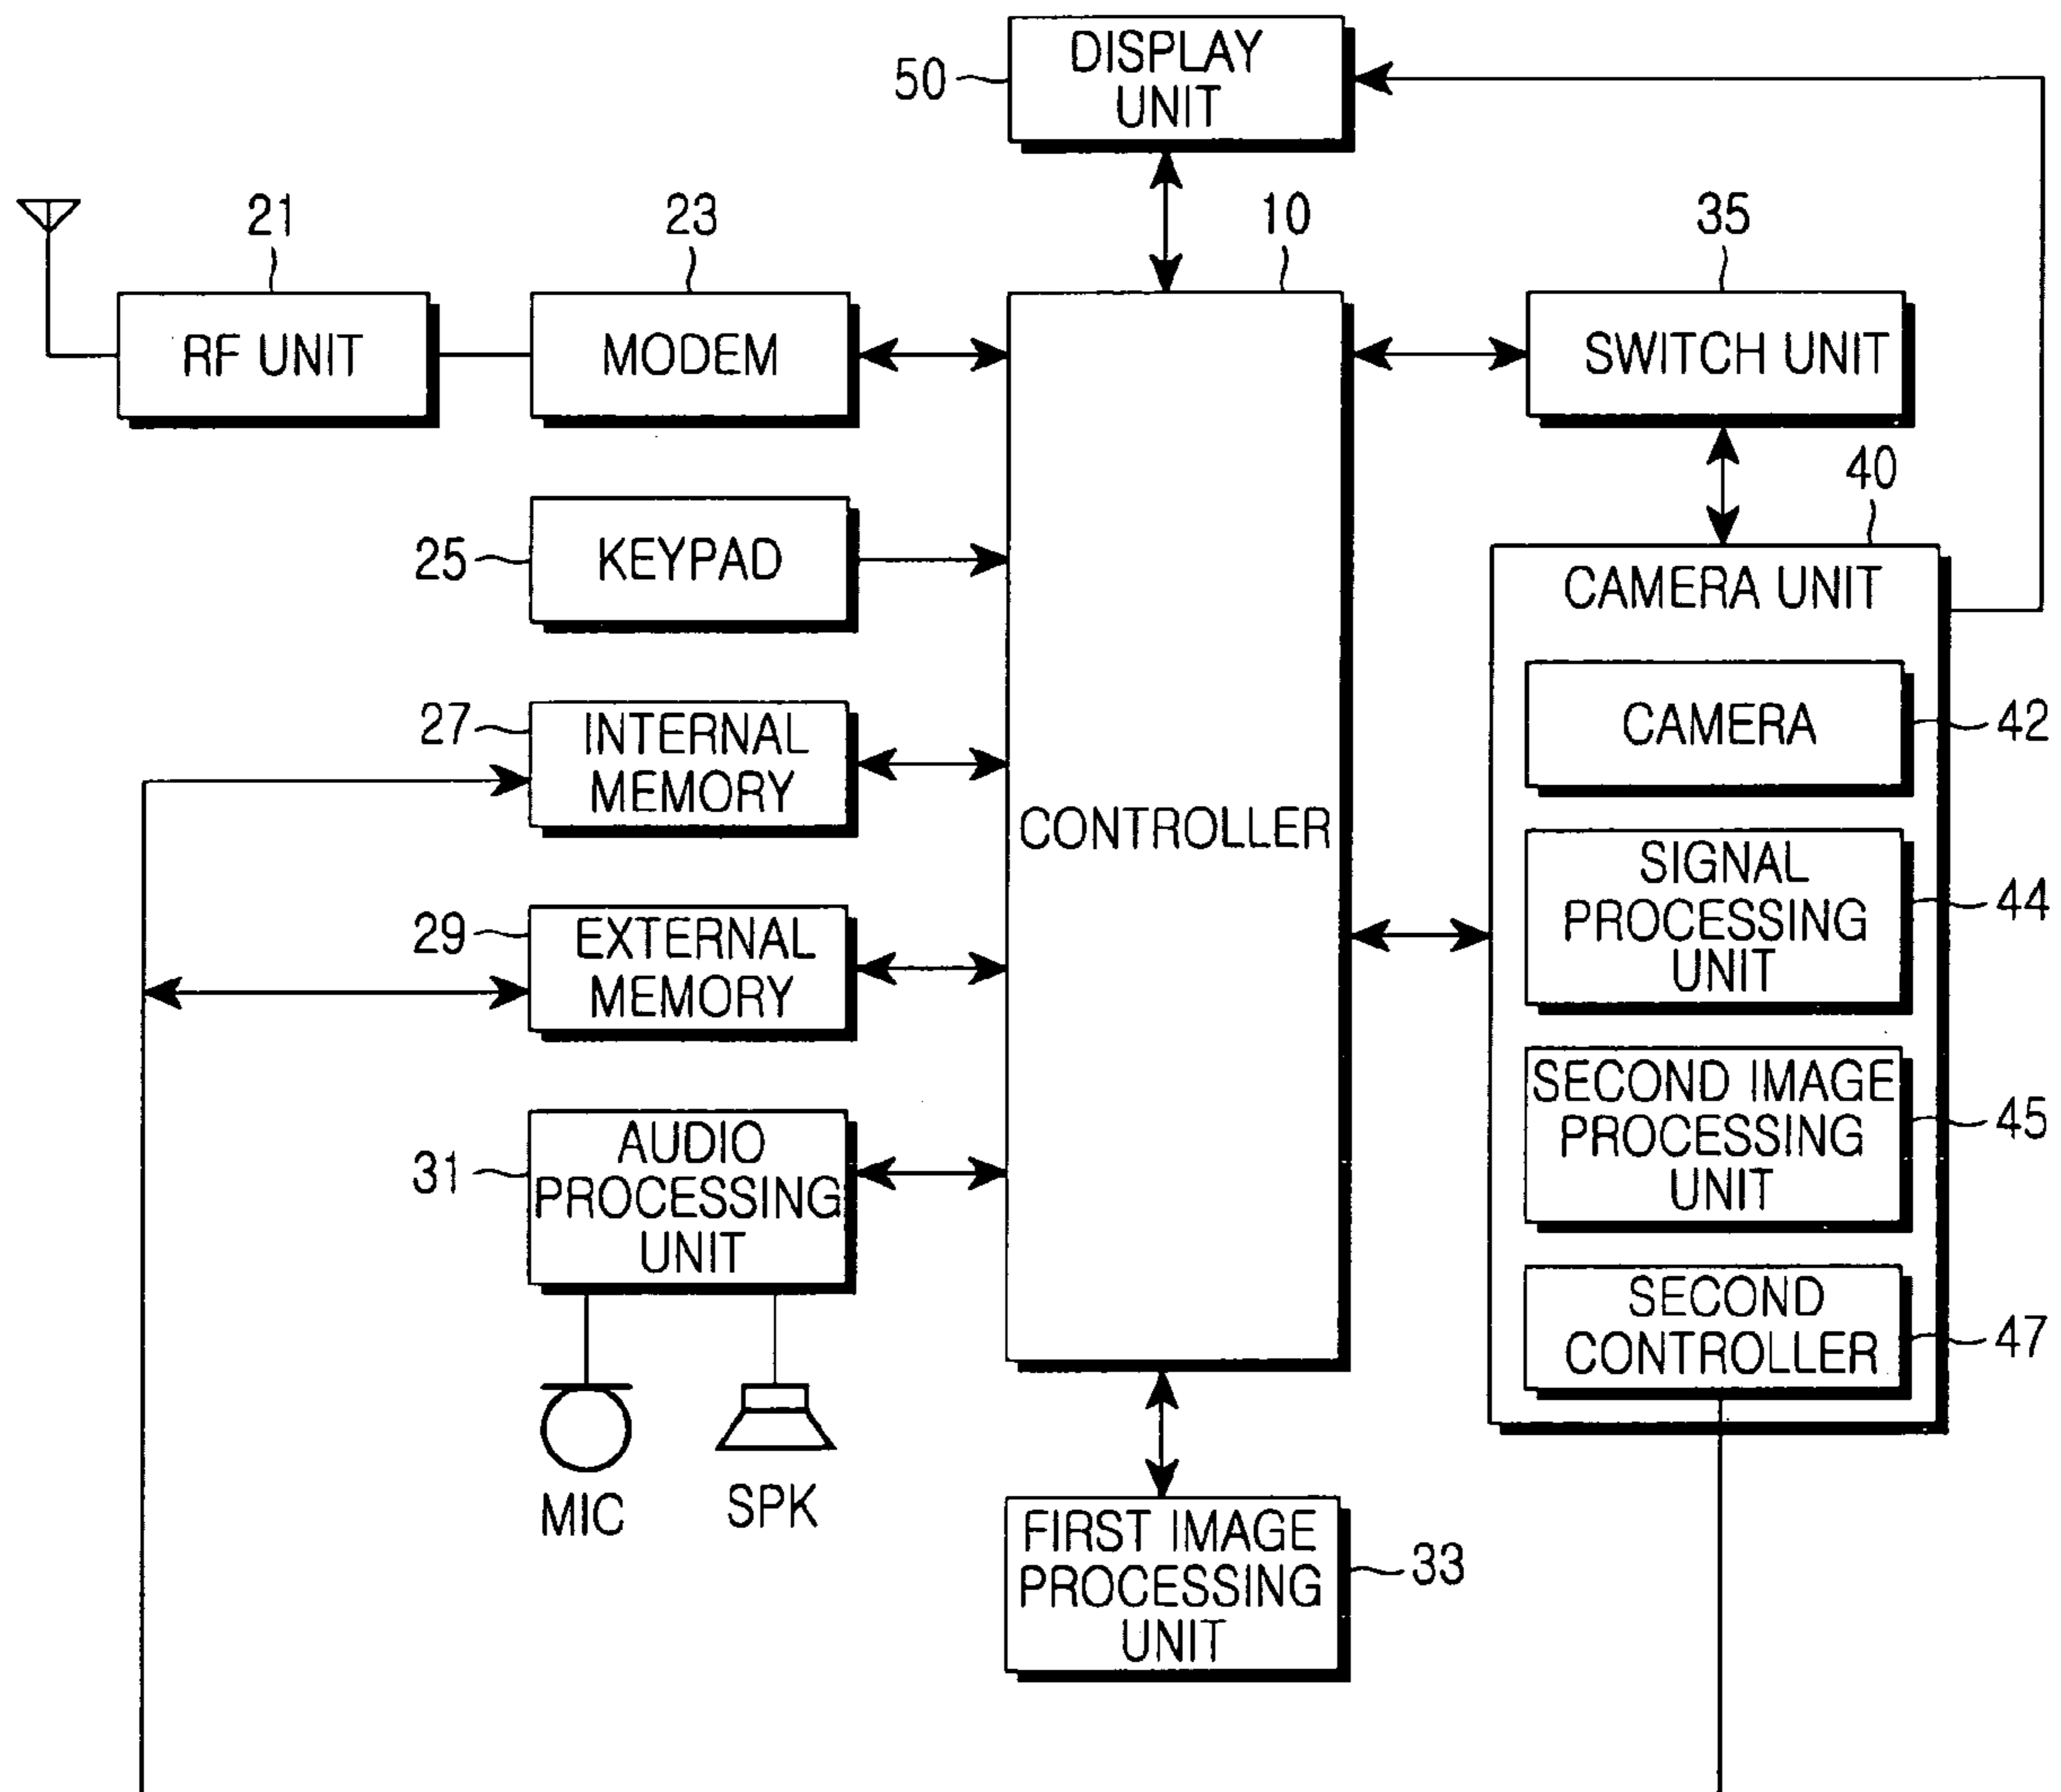 DISPLAY
UNIT
50
21
23
10
35
RF UNIT
MODEM
SWITCH UNIT
40
25
KEYPAD
CAMERA UNIT
27
INTERNAL
MEMORY
CAMERA
42
CONTROLLER
SIGNAL
PROCESSING
UNIT
44
29
EXTERNAL
MEMORY
SECOND IMAGE
PROCESSING
UNIT
45
31
AUDIO
PROCESSING
UNIT
SECOND
CONTROLLER
47
MIC
SPK
FIRST IMAGE
PROCESSING
UNIT
33